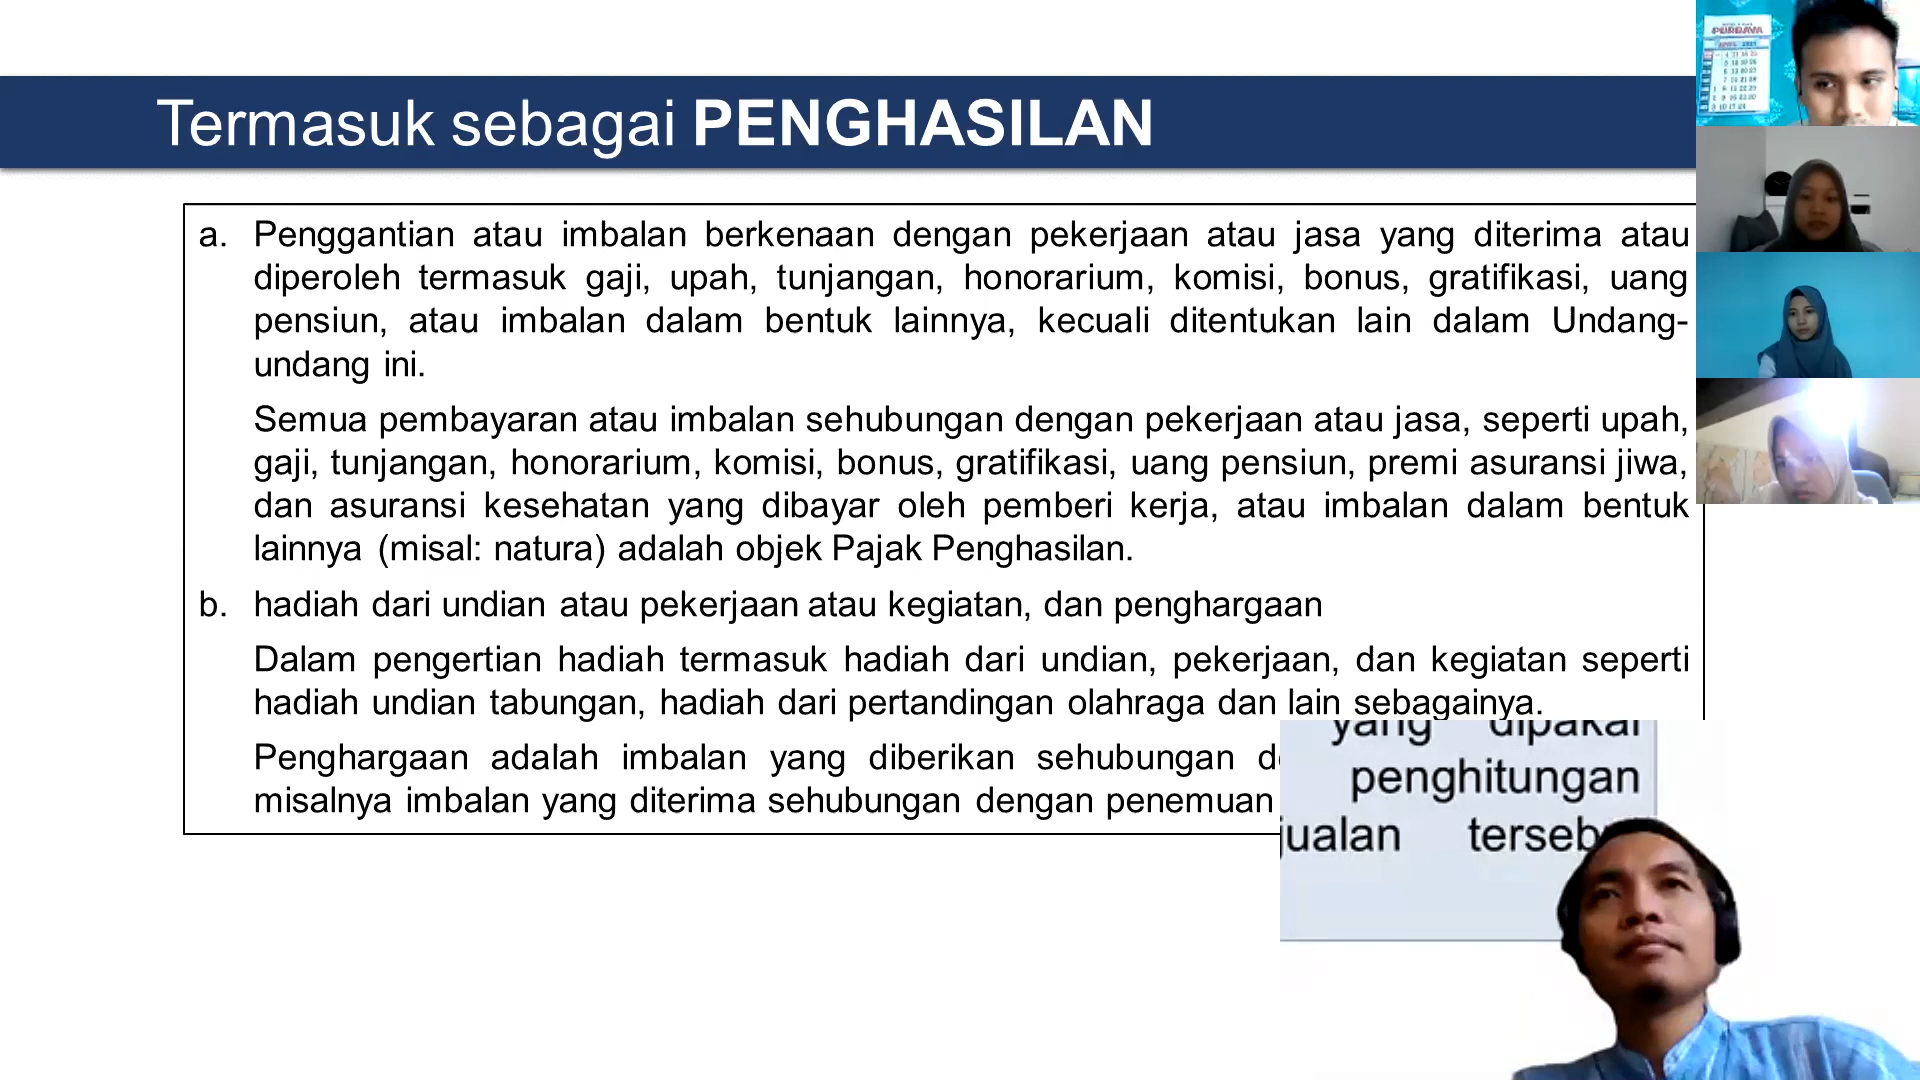 Termasuk sebagai PENGHASILAN
a. Penggantian atau imbalan berkenaan dengan pekerjaan atau jasa yang diterima atau
diperoleh termasuk gaji, upah, tunjangan, honorarium, komisi, bonus, gratifikasi, uang
pensiun, atau imbalan dalam bentuk lainnya, kecuali ditentukan lain dalam Undang-
undang ini.
Semua pembayaran atau imbalan sehubungan dengan pekerjaan atau jasa, seperti upah,
gaji, tunjangan, honorarium, komisi, bonus, gratifikasi, uang pensiun, premi asuransi jiwa,
dan asuransi kesehatan yang dibayar oleh pemberi kerja, atau imbalan dalam bentuk
lainnya (misal: natura) adalah objek Pajak Penghasilan.
b. hadiah dari undian atau pekerjaan atau kegiatan, dan penghargaan
Dalam pengertian hadiah termasuk hadiah dari undian, pekerjaan, dan kegiatan seperti
hadiah undian tabungan, hadiah dari pertandingan olahraga dan lain sebagainya.
Penghargaan adalah imbalan yang diberikan sehubungan
misalnya imbalan yang diterima sehubungan dengan penemuan
yang dipakai
penghitungan
jualan terseb
PURBAYA